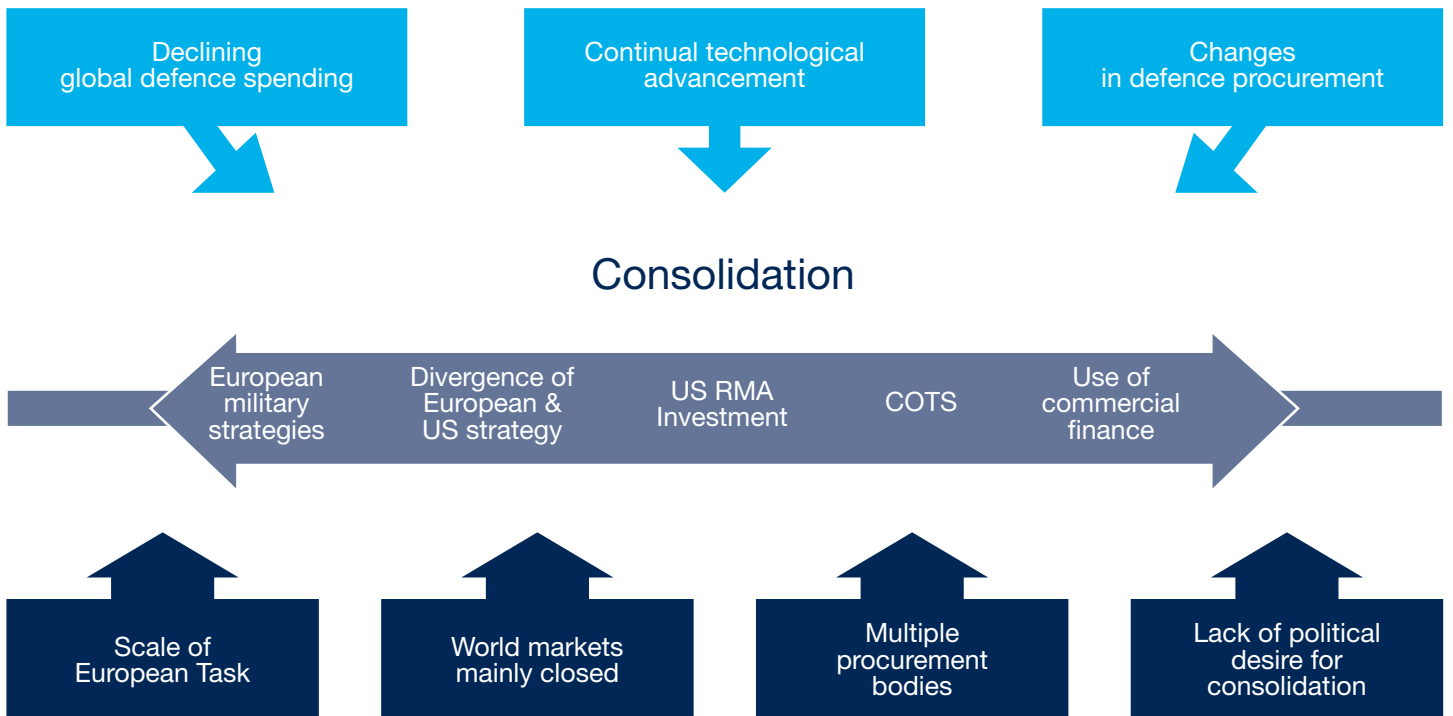 Declining
global defence spending
Continual technological
advancement
Changes
in defence procurement
Consolidation
European
military
strategies
Divergence of
European &
US strategy
US RMA
Investment
COTS
Use of
commercial
finance
Scale of
European Task
World markets
mainly closed
Multiple
procurement
bodies
Lack of political
desire for
consolidation